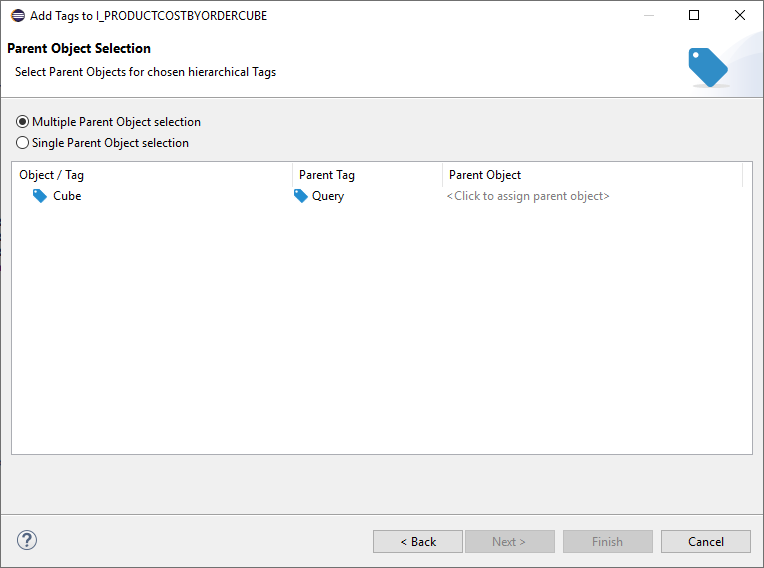 Add Tags to I_PRODUCTCOSTBYORDERCUBE
Parent Object Selection
Select Parent Objects for chosen hierarchical Tags
Multiple Parent Object selection
Single Parent Object selection
Object / Tag Parent Tag Parent Object
Cube Query <Click to assign parent object>
? < Back Next > Finish Cancel